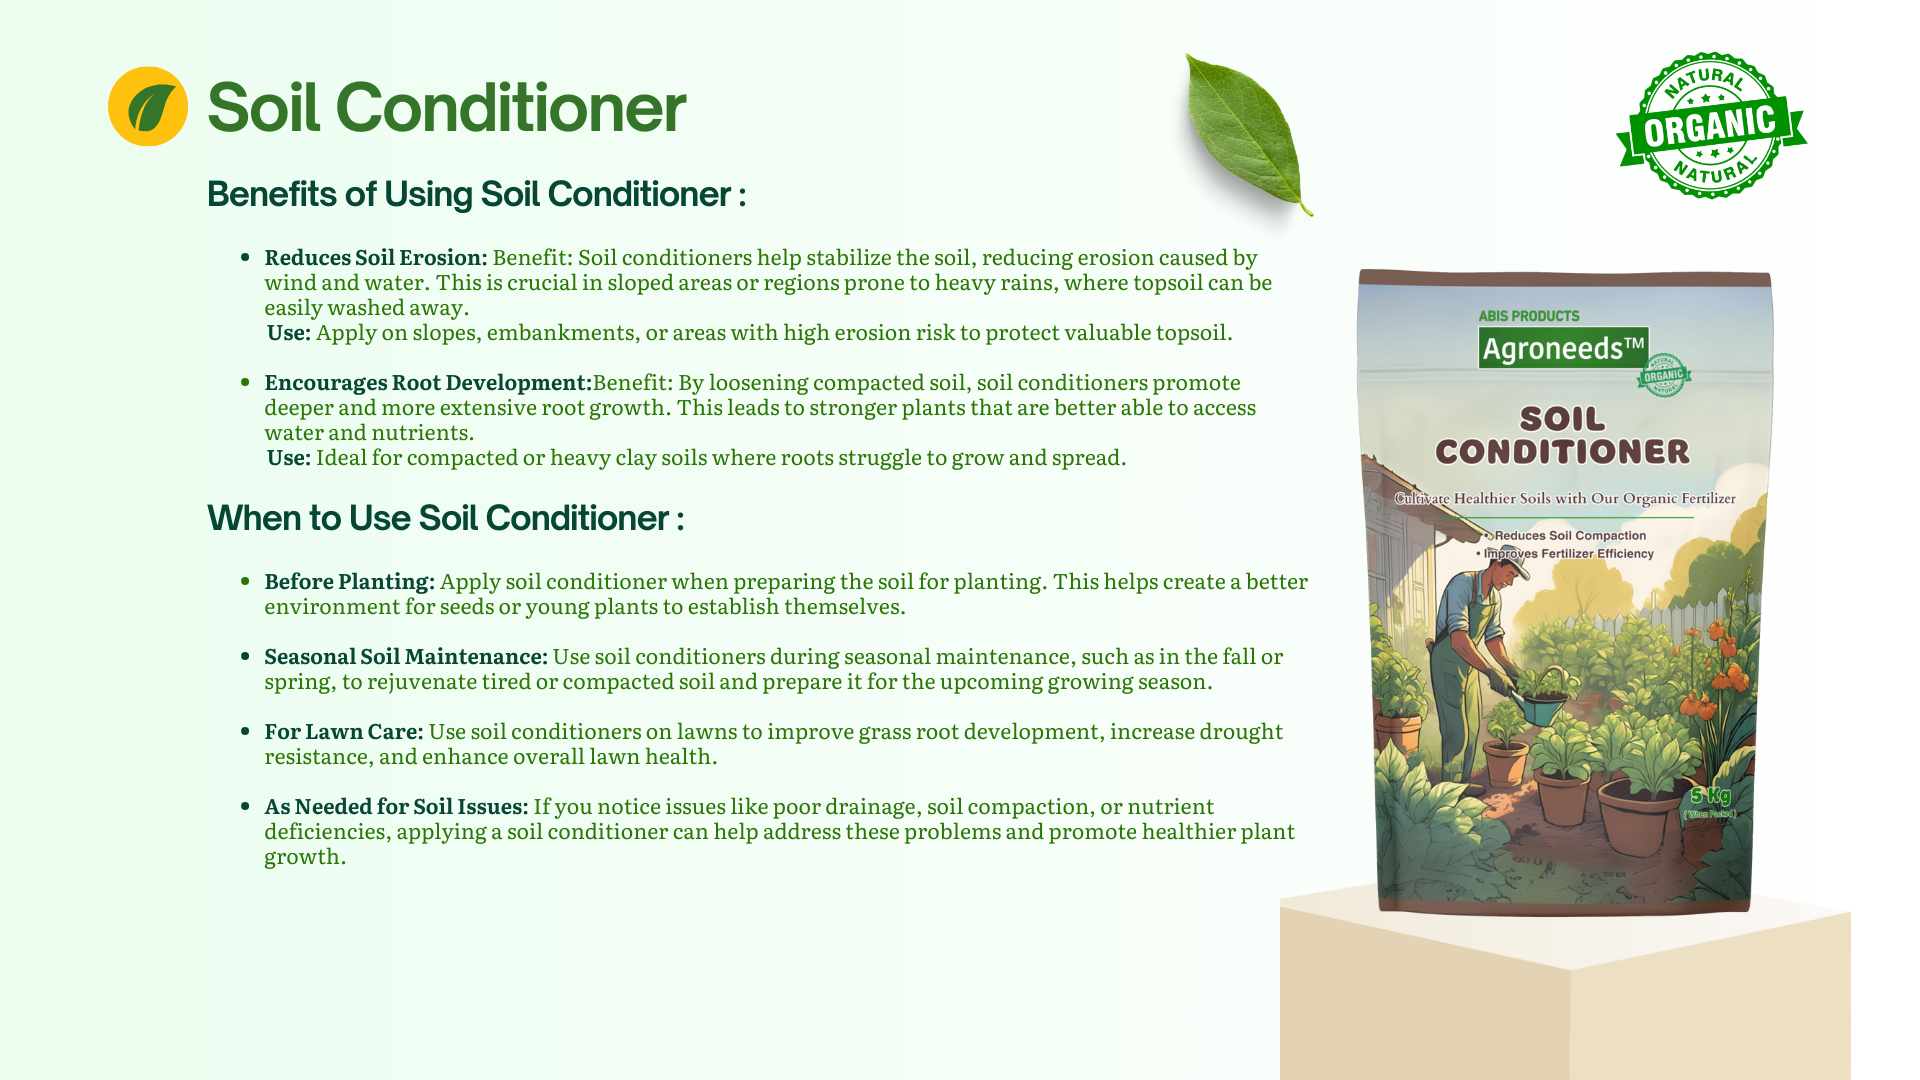 Soil Conditioner
Benefits of Using Soil Conditioner :
• Reduces Soil Erosion: Benefit: Soil conditioners help stabilize the soil, reducing erosion caused by
wind and water. This is crucial in sloped areas or regions prone to heavy rains, where topsoil can be
easily washed away.
Use: Apply on slopes, embankments, or areas with high erosion risk to protect valuable topsoil.
• Encourages Root Development:Benefit: By loosening compacted soil, soil conditioners promote
deeper and more extensive root growth. This leads to stronger plants that are better able to access
water and nutrients.
Use: Ideal for compacted or heavy clay soils where roots struggle to grow and spread.
When to Use Soil Conditioner :
• Before Planting: Apply soil conditioner when preparing the soil for planting. This helps create a better
environment for seeds or young plants to establish themselves.
• Seasonal Soil Maintenance: Use soil conditioners during seasonal maintenance, such as in the fall or
spring, to rejuvenate tired or compacted soil and prepare it for the upcoming growing season.
• For Lawn Care: Use soil conditioners on lawns to improve grass root development, increase drought
resistance, and enhance overall lawn health.
• As Needed for Soil Issues: If you notice issues like poor drainage, soil compaction, or nutrient
deficiencies, applying a soil conditioner can help address these problems and promote healthier plant
growth.
NATURAL
ORGANIC
NATURAL
ABIS PRODUCTS
Agroneeds™
NATURAL
ORGANIC
NATURAL
SOIL
CONDITIONER
Cultivate Healthier Soils with Our Organic Fertilizer
• Reduces Soil Compaction
• Improves Fertilizer Efficiency
5 Kg
( When Packed )